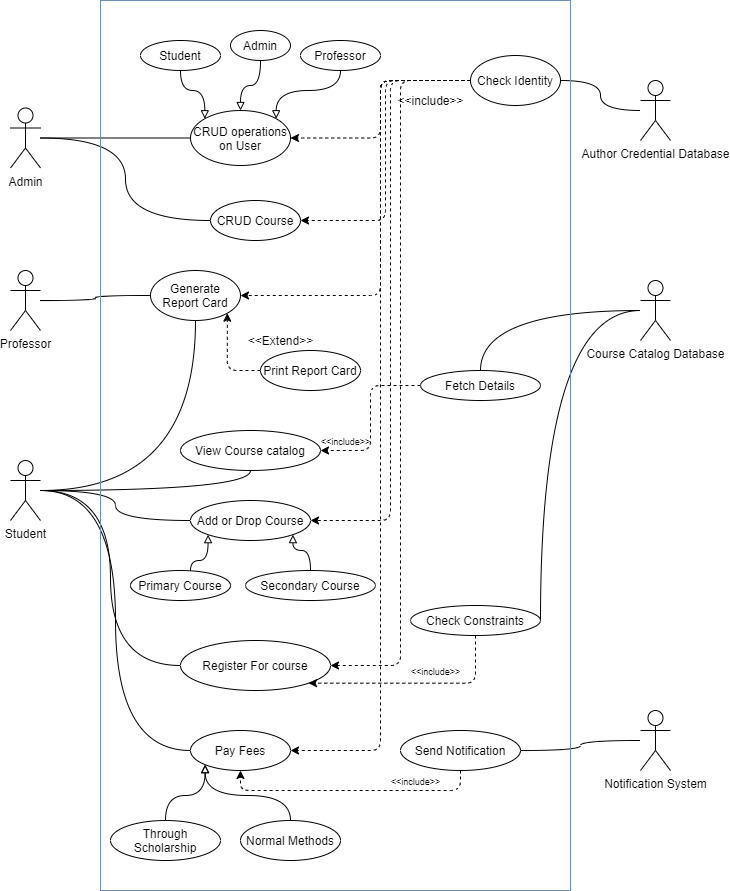 Student
Admin
Professor
Check Identity
<<include>>
CRUD operations
on User
Author Credential Database
Admin
CRUD Course
Generate
Report Card
Professor
<<Extend>>
Print Report Card
Course Catalog Database
Fetch Details
<<include>>
View Course catalog
Student
Add or Drop Course
Primary Course
Secondary Course
Check Constraints
Register For course
<<include>>
Pay Fees
Send Notification
<<include>>
Notification System
Through
Scholarship
Normal Methods